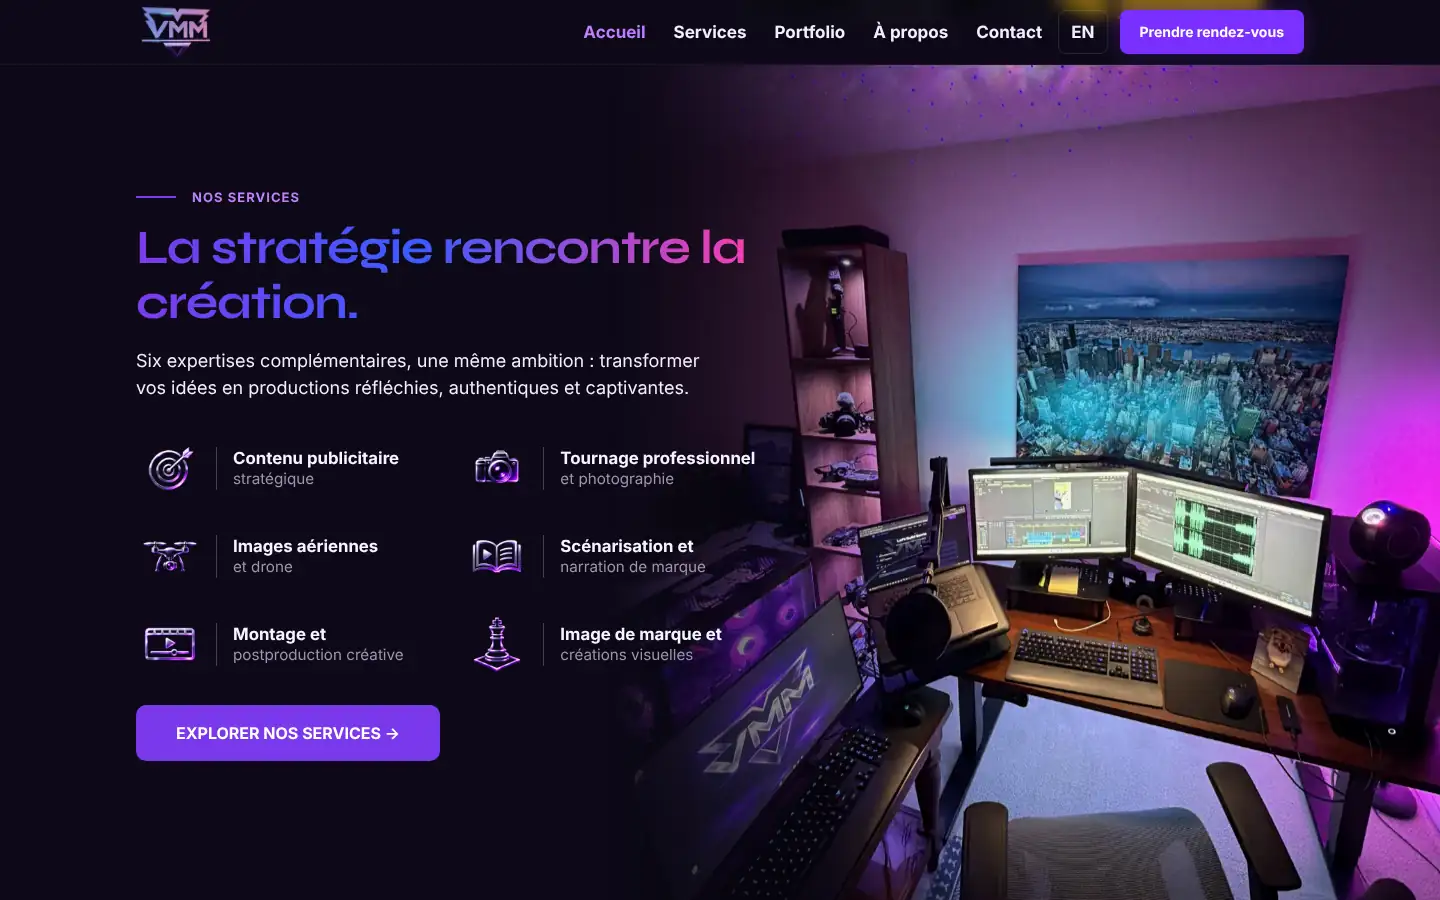 VMM
Accueil Services Portfolio À propos Contact EN Prendre rendez-vous
NOS SERVICES
La stratégie rencontre la
création.
Six expertises complémentaires, une même ambition : transformer
vos idées en productions réfléchies, authentiques et captivantes.
Contenu publicitaire
stratégique
Tournage professionnel
et photographie
Images aériennes
et drone
Scénarisation et
narration de marque
Montage et
postproduction créative
Image de marque et
créations visuelles
EXPLORER NOS SERVICES →
VMM